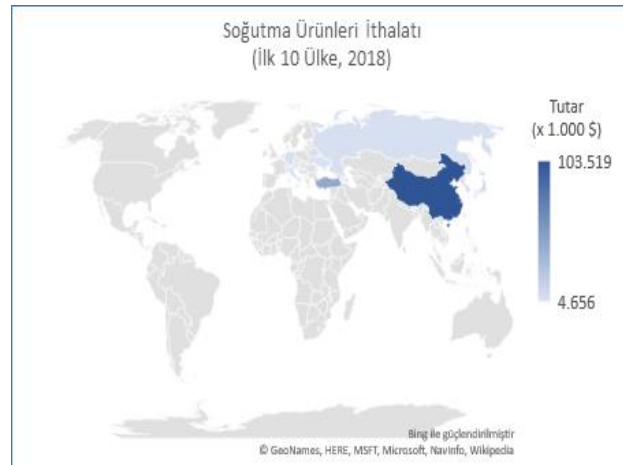 Soğutma Ürünleri İthalatı
(İlk 10 Ülke, 2018)
Tutar
(x 1.000 $)
103.519
4.656
Bing ile güçlendirilmiştir
© GeoNames, HERE, MSFT, Microsoft, NavInfo, Wikipedia